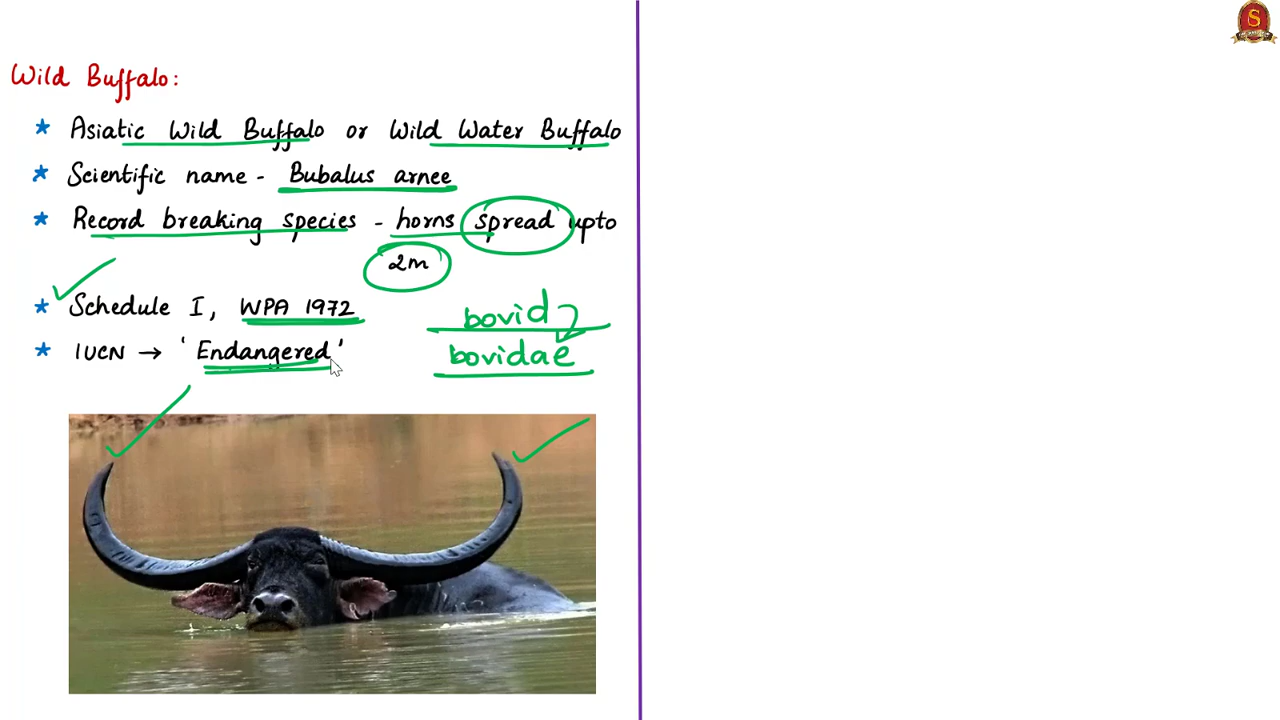 Wild Buffalo:
* Asiatic Wild Buffalo or Wild Water Buffalo
* Scientific name - Bubalus arnee
* Record breaking species - horns spread upto
2m
* Schedule I, WPA 1972
* IUCN → 'Endangered'
bovid
bovidae
S